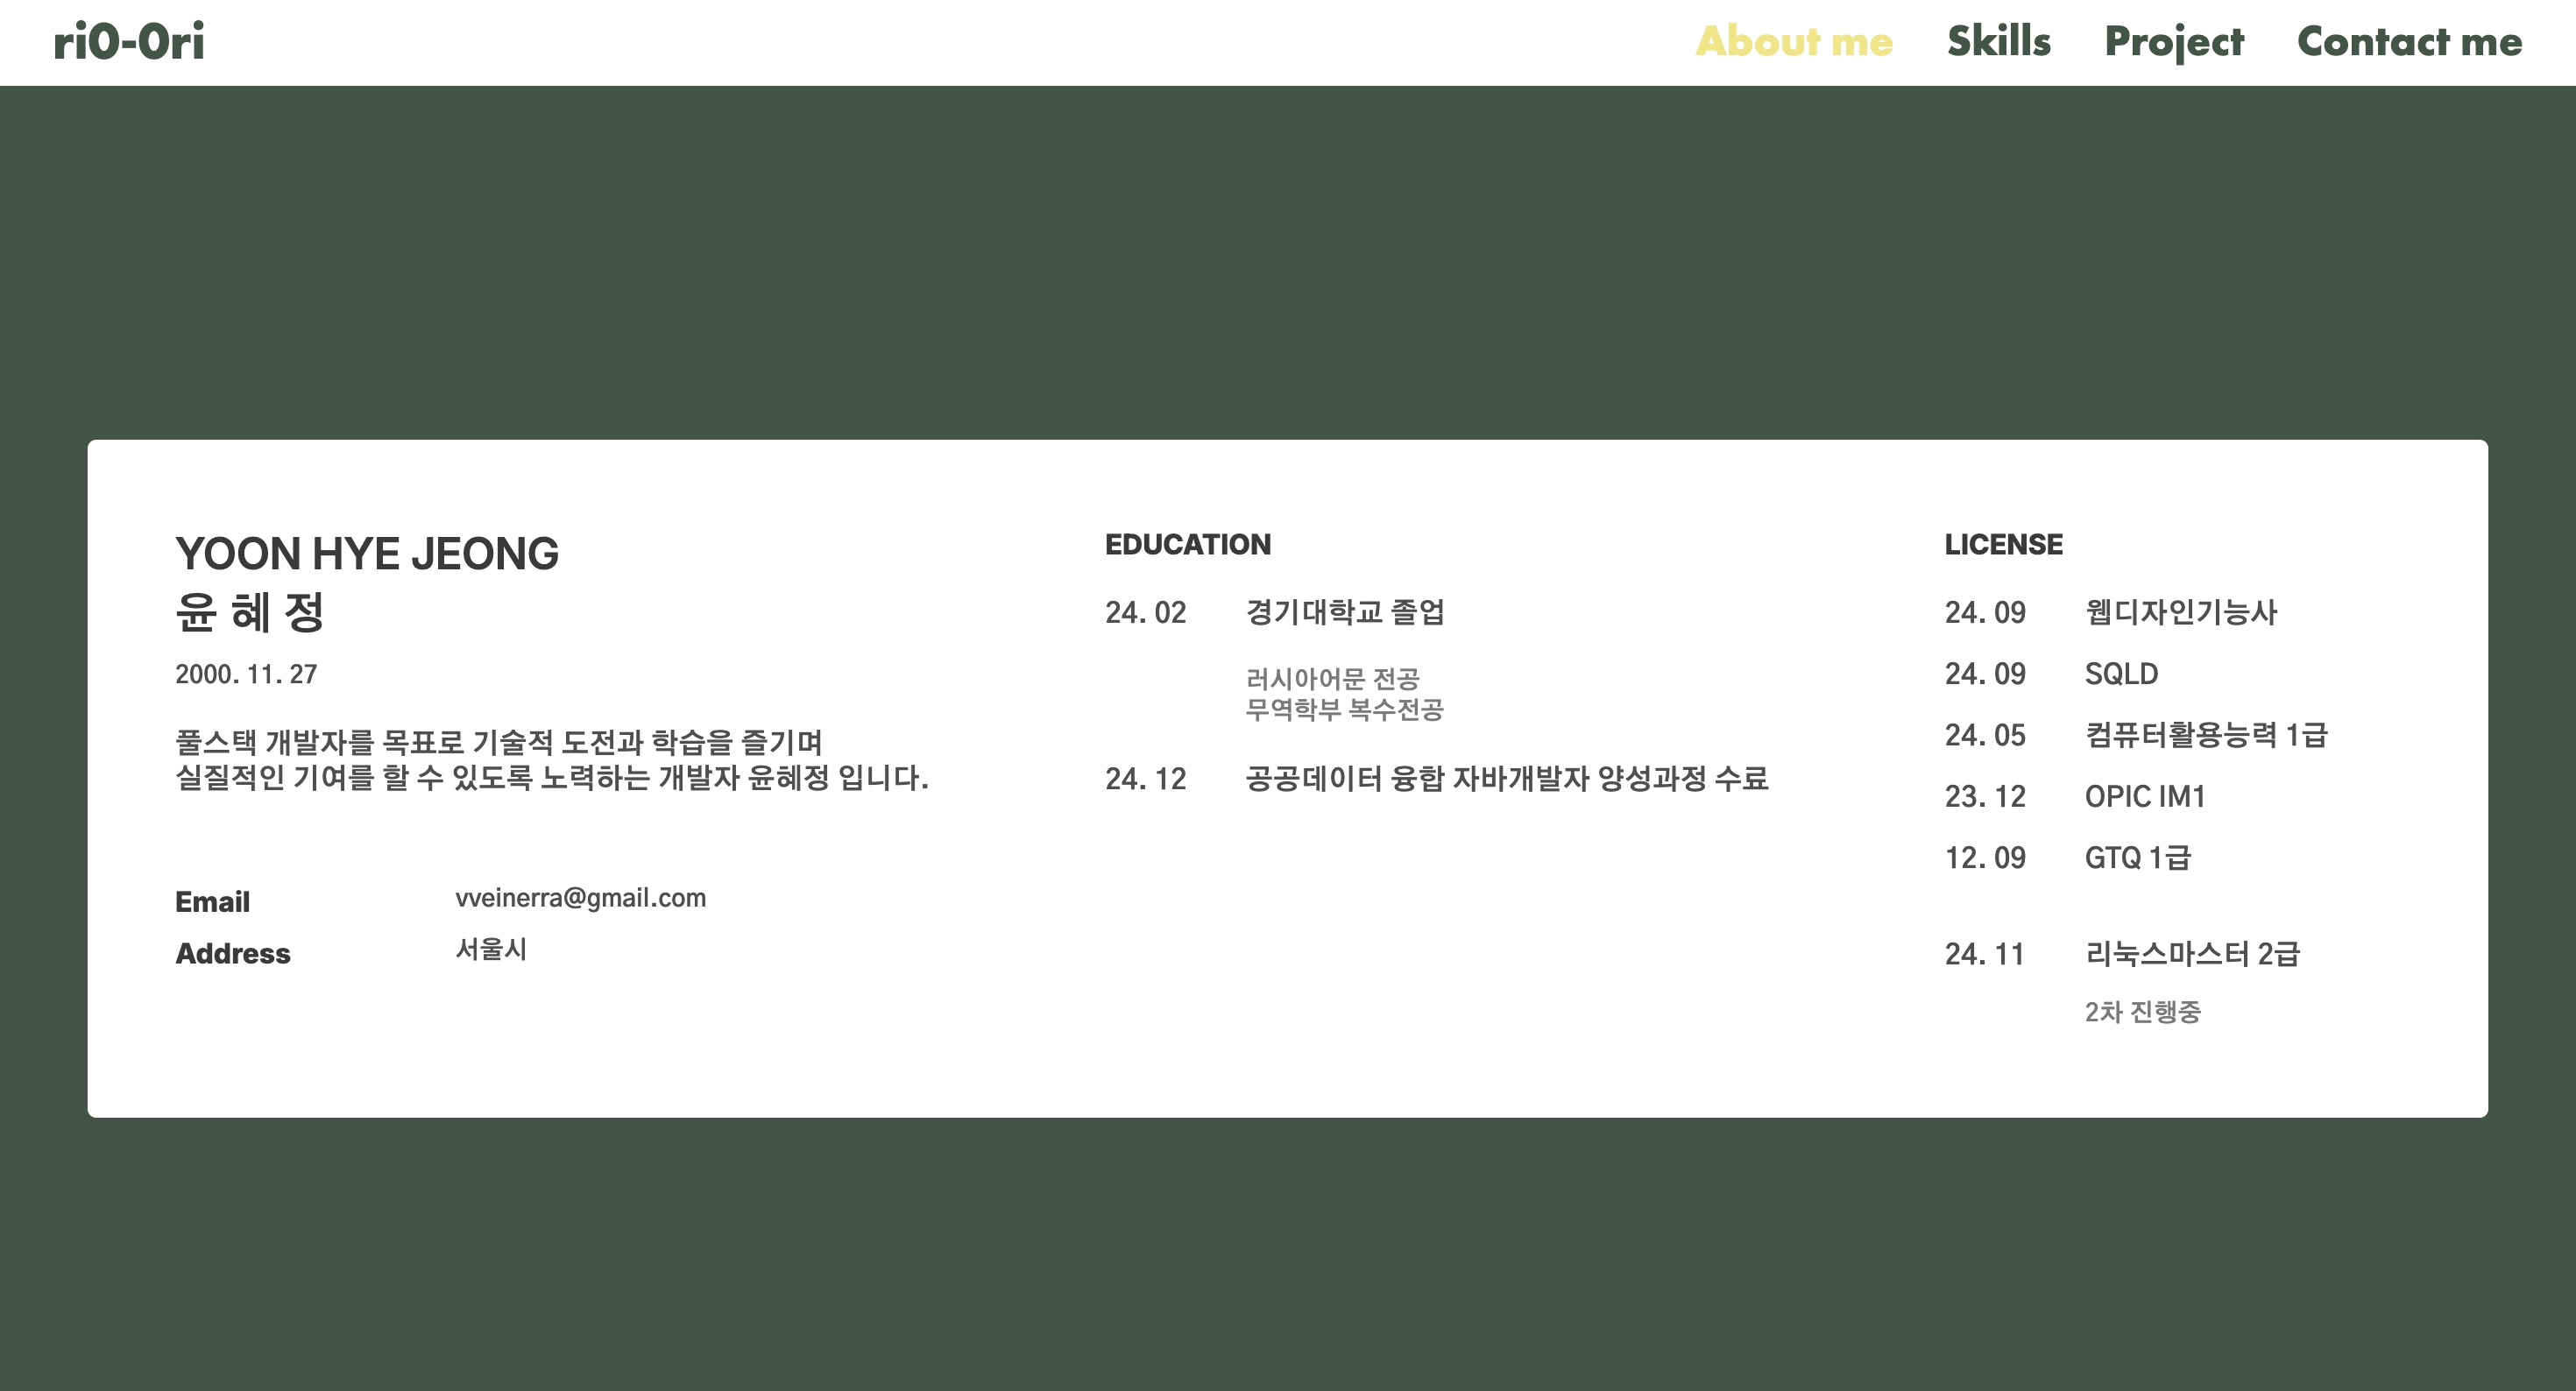 ri0-0ri
About me
Skills
Project
Contact me
YOON HYE JEONG
윤 혜 정
2000. 11. 27
풀스택 개발자를 목표로 기술적 도전과 학습을 즐기며
실질적인 기여를 할 수 있도록 노력하는 개발자 윤혜정 입니다.
Email vveinerra@gmail.com
Address 서울시
EDUCATION
24. 02 경기대학교 졸업
러시아어문 전공
무역학부 복수전공
24. 12 공공데이터 융합 자바개발자 양성과정 수료
LICENSE
24. 09 웹디자인기능사
24. 09 SQLD
24. 05 컴퓨터활용능력 1급
23. 12 OPIC IM1
12. 09 GTQ 1급
24. 11 리눅스마스터 2급
2차 진행중